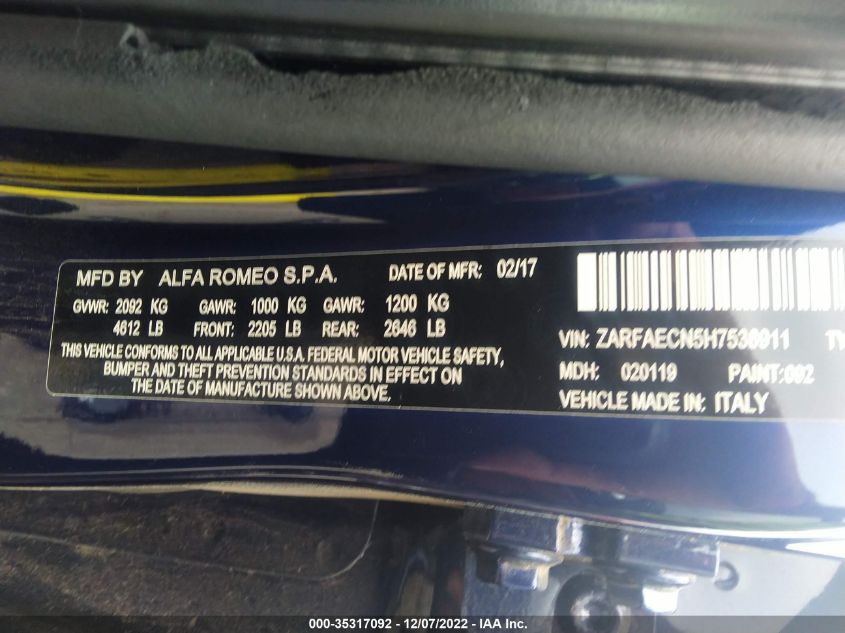 MFD BY ALFA ROMEO S.P.A. DATE OF MFR: 02/17
GVWR: 2092 KG GAWR: 1000 KG GAWR: 1200 KG
4612 LB FRONT: 2205 LB REAR: 2646 LB
THIS VEHICLE CONFORMS TO ALL APPLICABLE U.S.A. FEDERAL MOTOR VEHICLE SAFETY,
BUMPER AND THEFT PREVENTION STANDARDS IN EFFECT ON
THE DATE OF MANUFACTURE SHOWN ABOVE.
VIN:
MDH: 020119 PAINT:092
VEHICLE MADE IN: ITALY
000-35317092 - 12/07/2022 - IAA Inc.